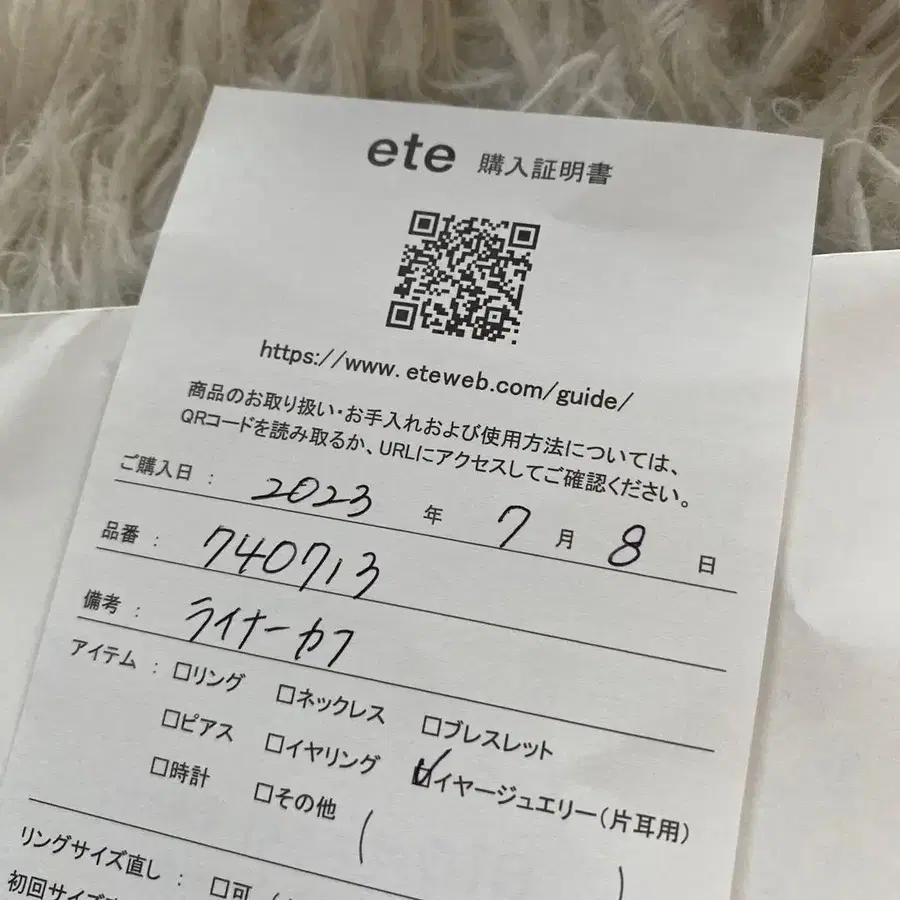 ete 購入証明書
https://www.eteweb.com/guide/
商品のお取り扱い・お手入れおよび使用方法については、
QRコードを読み取るか、URLにアクセスしてご確認ください。
ご購入日 : 2023 年 7 月 8 日
品番 : 740713
備考 : ライナーカフ
アイテム : □リング □ネックレス □ブレスレット
□ピアス □イヤリング ☑イヤージュエリー(片耳用)
□時計 □その他 ( )
リングサイズ直し : □可 (
初回サイズ